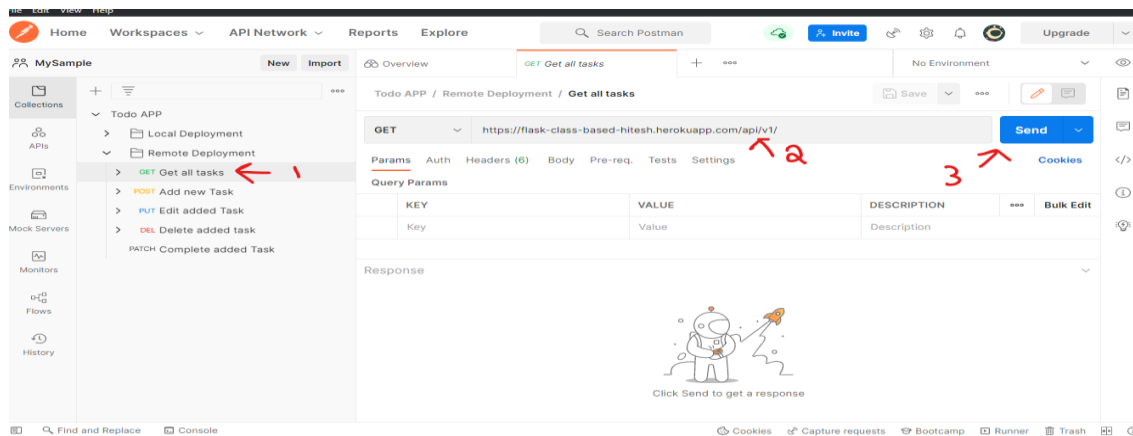 File Edit View Help
Home Workspaces API Network Reports Explore Search Postman Invite Upgrade
MySample New Import Overview GET Get all tasks No Environment
Collections
APIs
Environments
Mock Servers
Monitors
Flows
History
Todo APP
Local Deployment
Remote Deployment
GET Get all tasks 1
POST Add new Task
PUT Edit added Task
DEL Delete added task
PATCH Complete added Task
Todo APP / Remote Deployment / Get all tasks Save
GET https://flask-class-based-hitesh.herokuapp.com/api/v1/ Send
2
3
Params Auth Headers (6) Body Pre-req. Tests Settings Cookies
Query Params
KEY VALUE DESCRIPTION Bulk Edit
Key Value Description
Response
Click Send to get a response
Find and Replace Console Cookies Capture requests Bootcamp Runner Trash